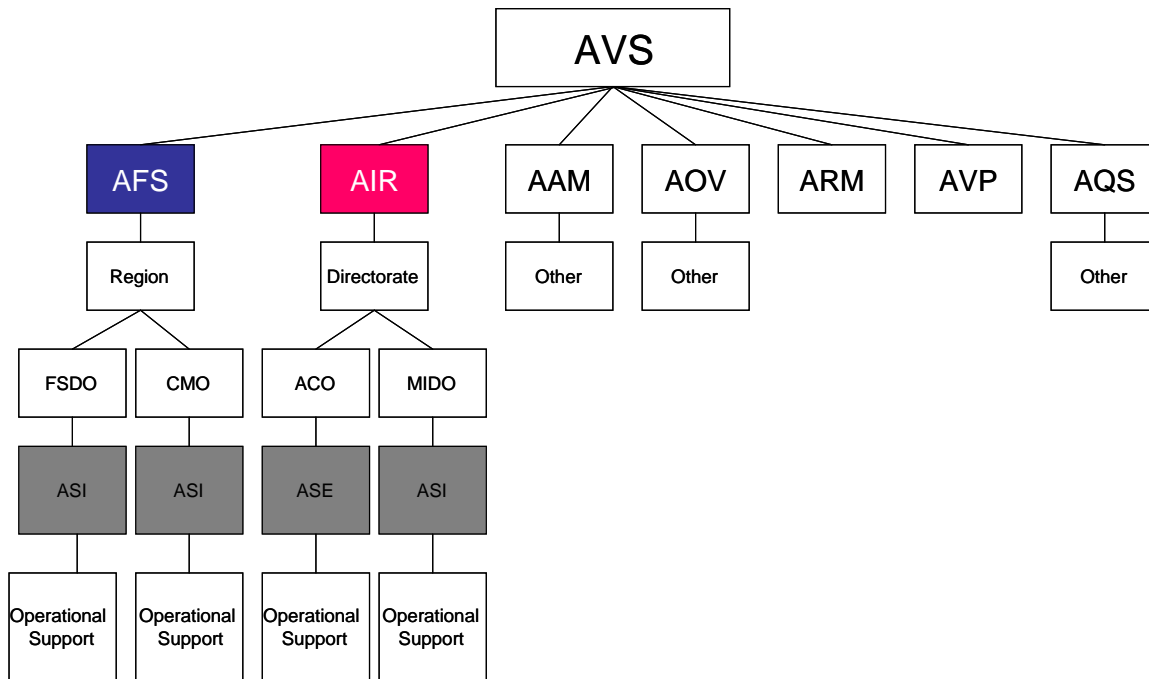 AVS
AFS
AIR
AAM
AOV
ARM
AVP
AQS
Region
Directorate
Other
Other
Other
FSDO
CMO
ACO
MIDO
ASI
ASI
ASE
ASI
Operational
Support
Operational
Support
Operational
Support
Operational
Support